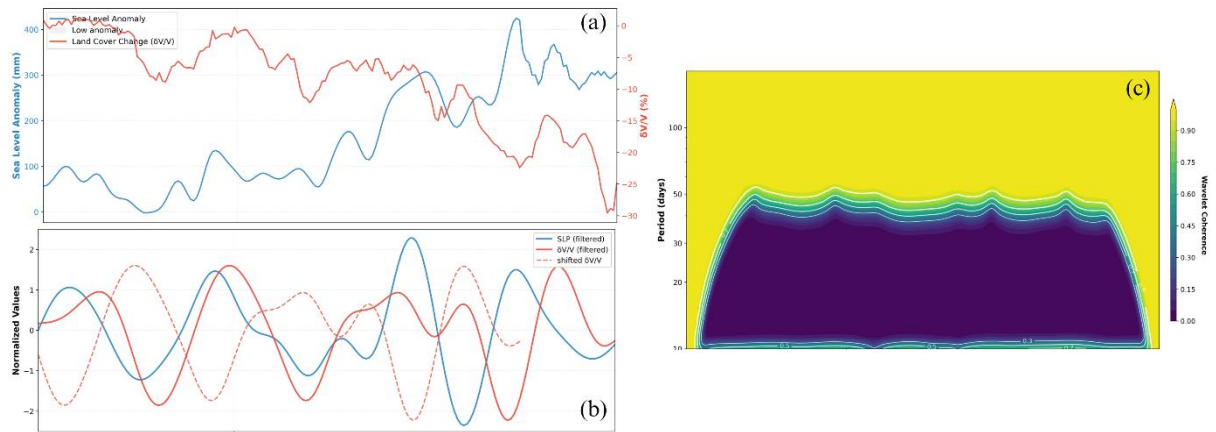 (a)
Sea Level Anomaly
Low anomaly
Land Cover Change (δV/V)
Sea Level Anomaly (mm)
400
300
200
100
0
0
−5
−10
−15
−20
−25
−30
δV/V (%)
(b)
SLP (filtered)
δV/V (filtered)
shifted δV/V
Normalized Values
2
1
0
−1
−2
(c)
Period (days)
100
50
30
20
10
0.3
0.90
0.75
0.60
0.45
0.30
0.15
0.00
Wavelet Coherence